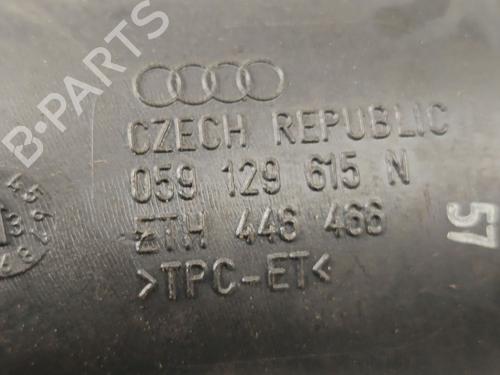 CZECH REPUBLIC
059 129 615 N
ETH 446 466
>TPC-ET<
57
B-PARTS